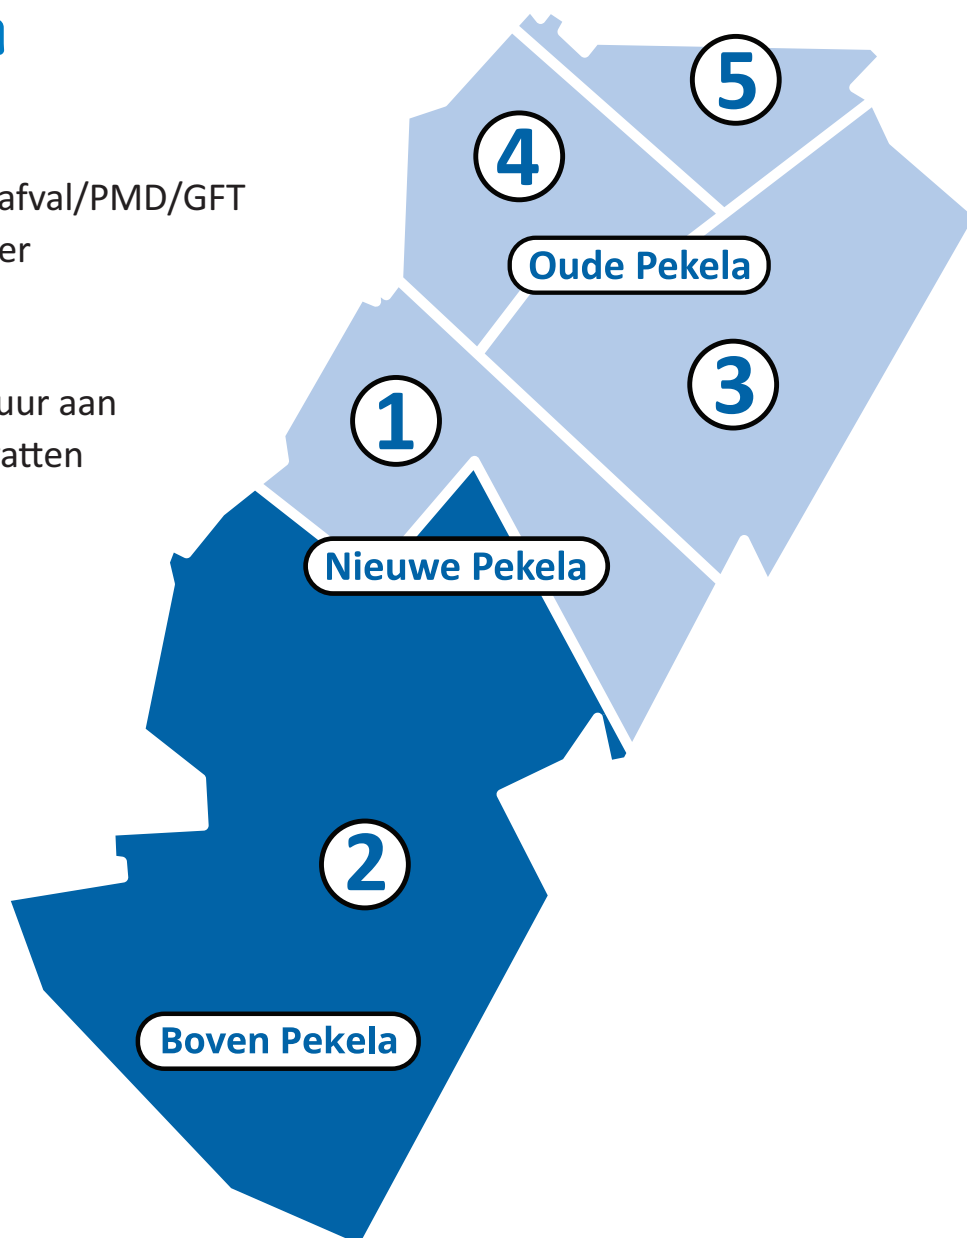 afval/PMD/GFT
er
uur aan
atten
5
4
Oude Pekela
3
1
Nieuwe Pekela
2
Boven Pekela